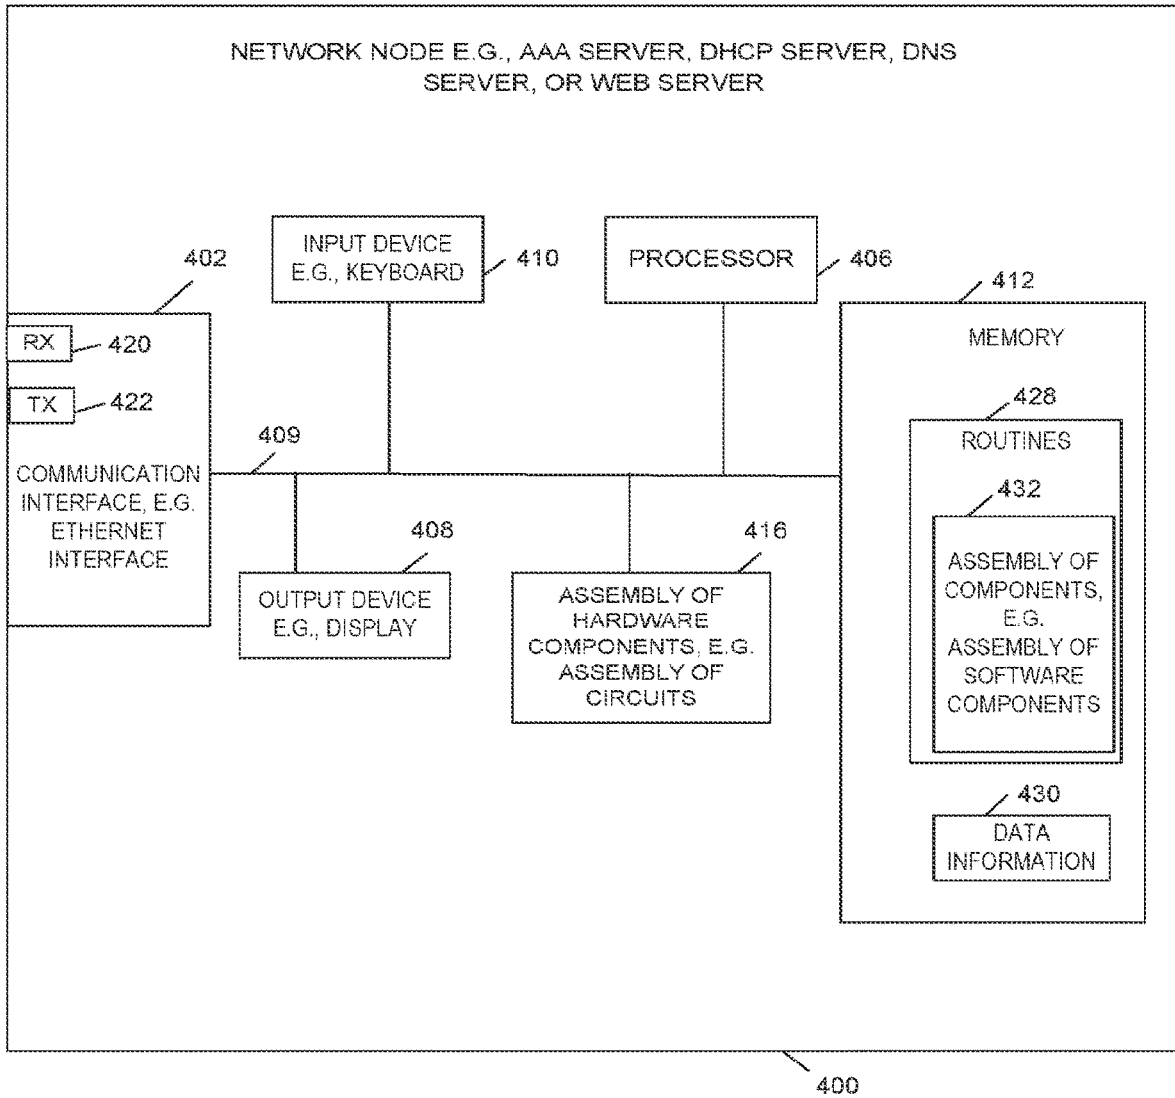 NETWORK NODE E.G., AAA SERVER, DHCP SERVER, DNS
SERVER, OR WEB SERVER
402
RX
420
TX
422
COMMUNICATION
INTERFACE, E.G.
ETHERNET
INTERFACE
INPUT DEVICE
E.G., KEYBOARD
410
PROCESSOR
406
409
OUTPUT DEVICE
E.G., DISPLAY
408
ASSEMBLY OF
HARDWARE
COMPONENTS, E.G.
ASSEMBLY OF
CIRCUITS
416
412
MEMORY
428
ROUTINES
432
ASSEMBLY OF
COMPONENTS,
E.G.
ASSEMBLY OF
SOFTWARE
COMPONENTS
430
DATA
INFORMATION
400